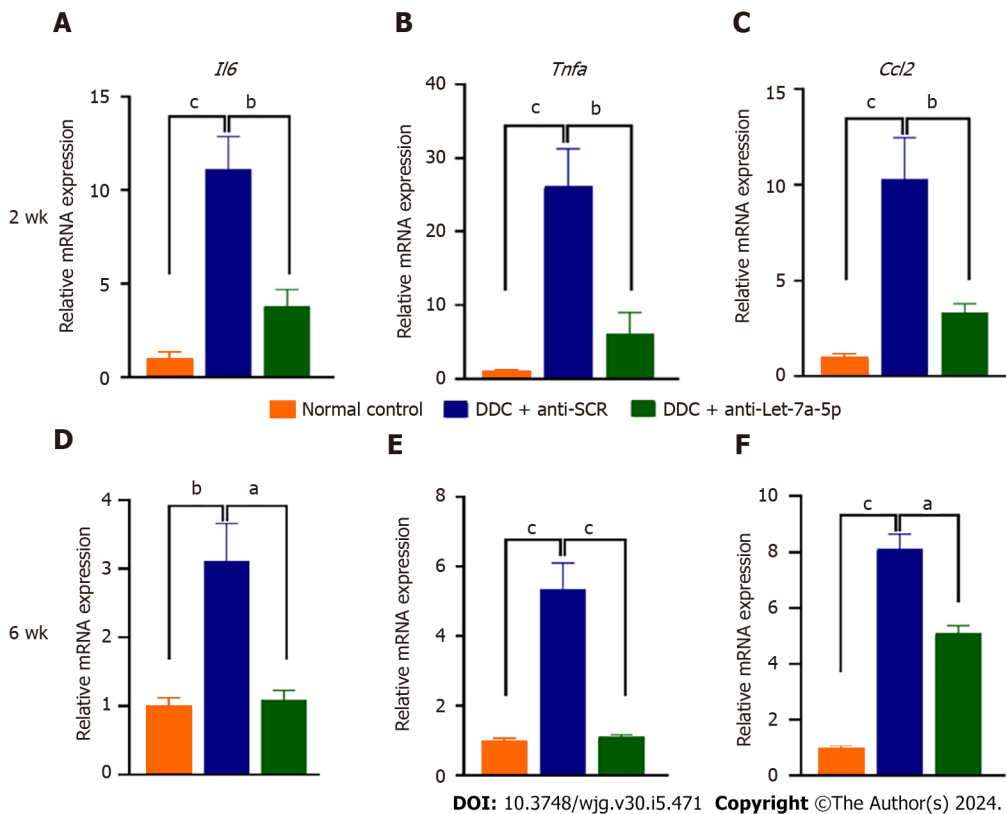 A
B
C
Il6
Tnfa
Ccl2
2 wk
Relative mRNA expression
15
10
5
0
c
b
Relative mRNA expression
40
30
20
10
0
c
b
Relative mRNA expression
15
10
5
0
c
b
Normal control
DDC + anti-SCR
DDC + anti-Let-7a-5p
D
E
F
6 wk
Relative mRNA expression
4
3
2
1
0
b
a
Relative mRNA expression
8
6
4
2
0
c
c
Relative mRNA expression
10
8
6
4
2
0
c
a
DOI: 10.3748/wjg.v30.i5.471 Copyright ©The Author(s) 2024.